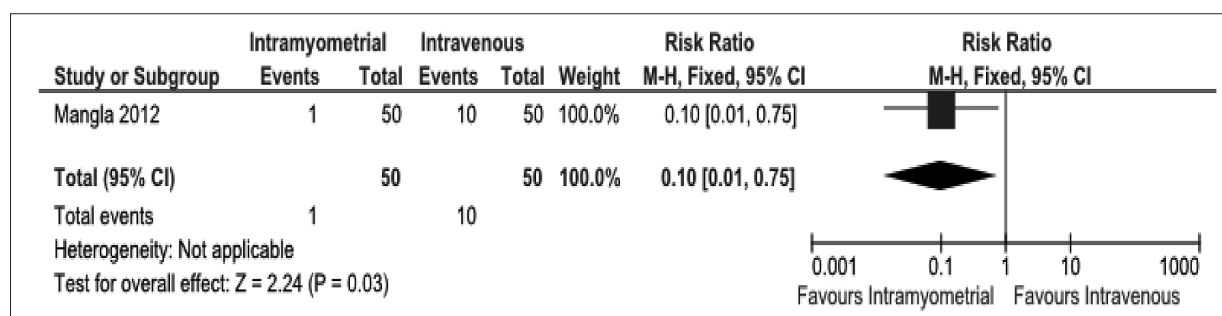 Intramyometrial Intravenous Risk Ratio Risk Ratio
Study or Subgroup Events Total Events Total Weight M-H, Fixed, 95% CI M-H, Fixed, 95% CI
Mangla 2012 1 50 10 50 100.0% 0.10 [0.01, 0.75]
Total (95% CI) 50 50 100.0% 0.10 [0.01, 0.75]
Total events 1 10
Heterogeneity: Not applicable
Test for overall effect: Z = 2.24 (P = 0.03)
0.001 0.1 1 10 1000
Favours Intramyometrial Favours Intravenous